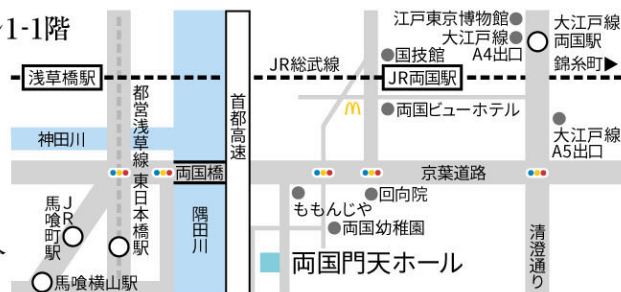 1-1階
江戸東京博物館
大江戸線
A4出口
大江戸線
両国駅
国技館
JR総武線
錦糸町▶
浅草橋駅
JR両国駅
都営浅草線
首都高速
両国ビューホテル
神田川
大江戸線
A5出口
両国橋
京葉道路
東日本橋駅
JR
馬喰町駅
隅田川
ももんじや
回向院
両国幼稚園
清澄通り
両国門天ホール
馬喰横山駅